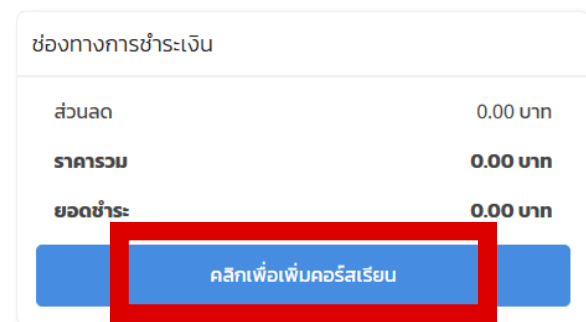 ช่องทางการชำระเงิน
ส่วนลด 0.00 บาท
ราคารวม 0.00 บาท
ยอดชำระ 0.00 บาท
คลิกเพื่อเพิ่มคอร์สเรียน